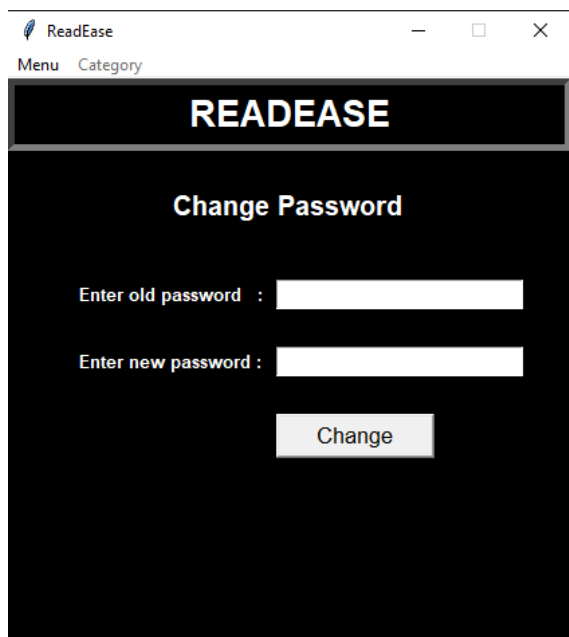 ReadEase
Menu Category
READEASE
Change Password
Enter old password :
Enter new password :
Change